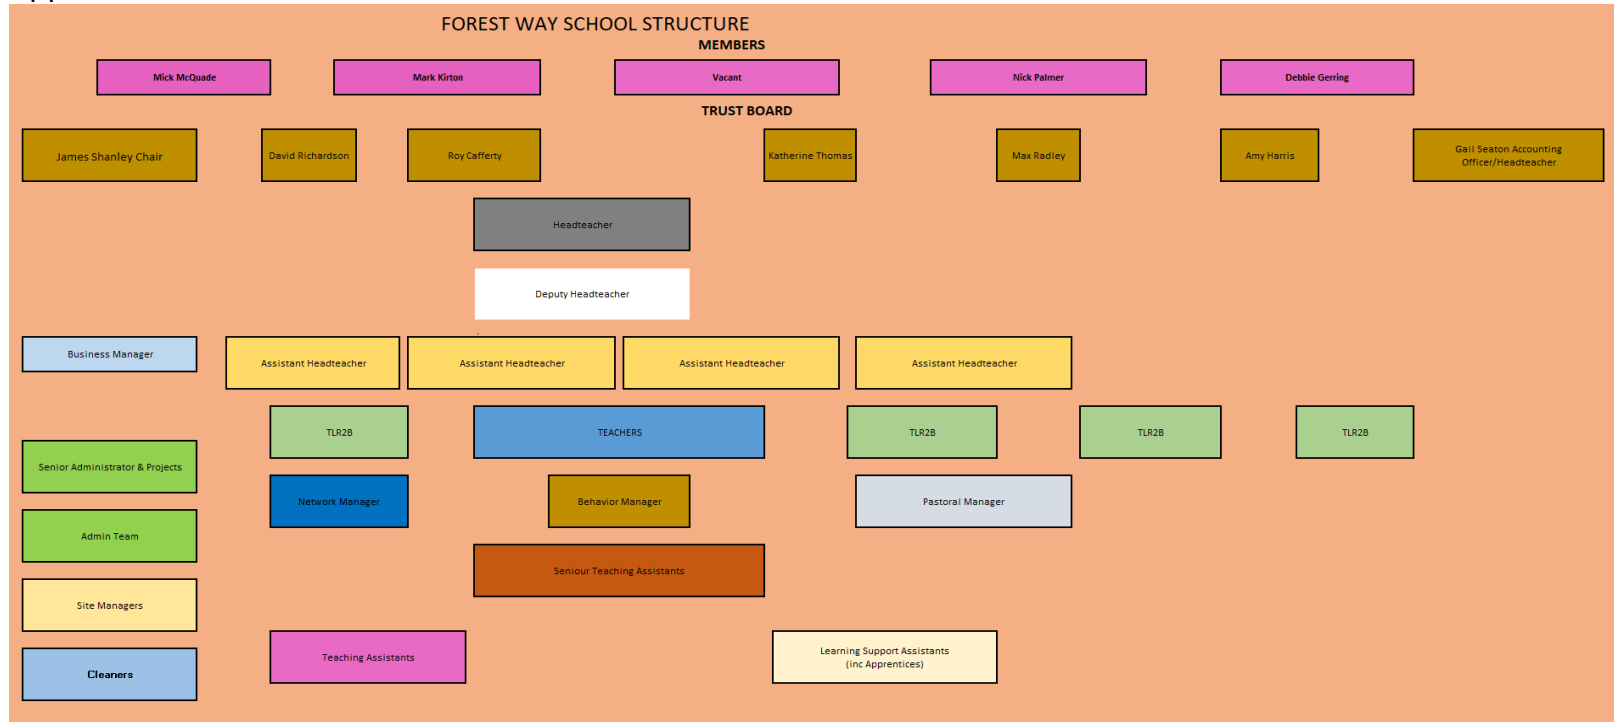 FOREST WAY SCHOOL STRUCTURE
MEMBERS
Mick McQuade
Mark Kirton
Vacant
Nick Palmer
Debbie Gerring
TRUST BOARD
James Shanley Chair
David Richardson
Roy Cafferty
Katherine Thomas
Max Radley
Amy Harris
Gail Seaton Accounting
Officer/Headteacher
Headteacher
Deputy Headteacher
Business Manager
Assistant Headteacher
Assistant Headteacher
Assistant Headteacher
Assistant Headteacher
TLR2B
TEACHERS
TLR2B
TLR2B
TLR2B
Senior Administrator & Projects
Network Manager
Behavior Manager
Pastoral Manager
Admin Team
Seniour Teaching Assistants
Site Managers
Teaching Assistants
Learning Support Assistants
(inc Apprentices)
Cleaners